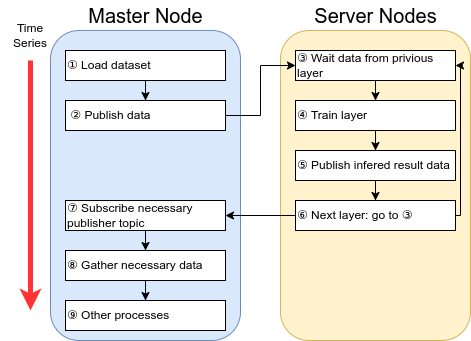 Master Node
Server Nodes
Time
Series
① Load dataset
② Publish data
③ Wait data from privious
layer
④ Train layer
⑤ Publish infered result data
⑥ Next layer: go to ③
⑦ Subscribe necessary
publisher topic
⑧ Gather necessary data
⑨ Other processes